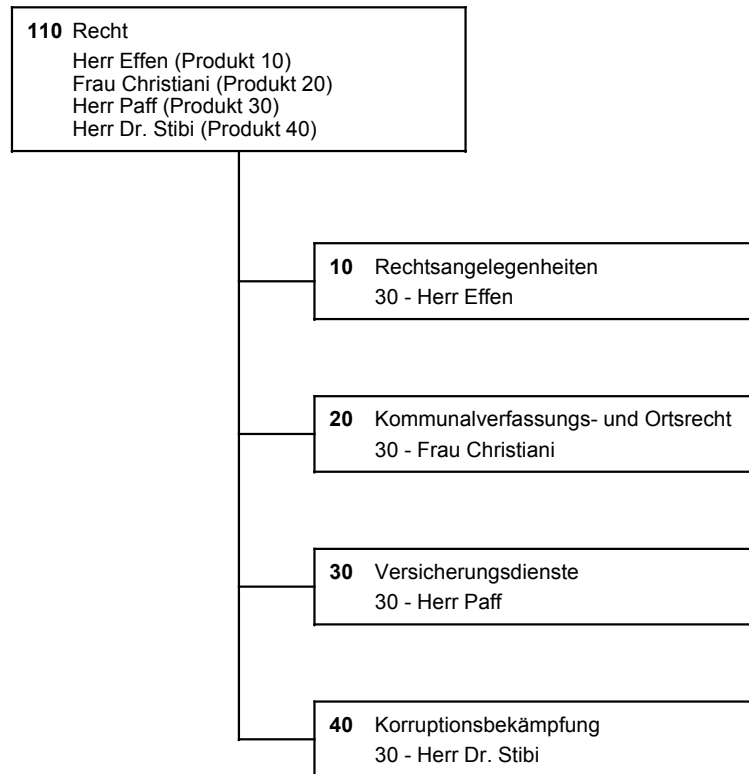 110 Recht
Herr Effen (Produkt 10)
Frau Christiani (Produkt 20)
Herr Paff (Produkt 30)
Herr Dr. Stibi (Produkt 40)
10 Rechtsangelegenheiten
30 - Herr Effen
20 Kommunalverfassungs- und Ortsrecht
30 - Frau Christiani
30 Versicherungsdienste
30 - Herr Paff
40 Korruptionsbekämpfung
30 - Herr Dr. Stibi